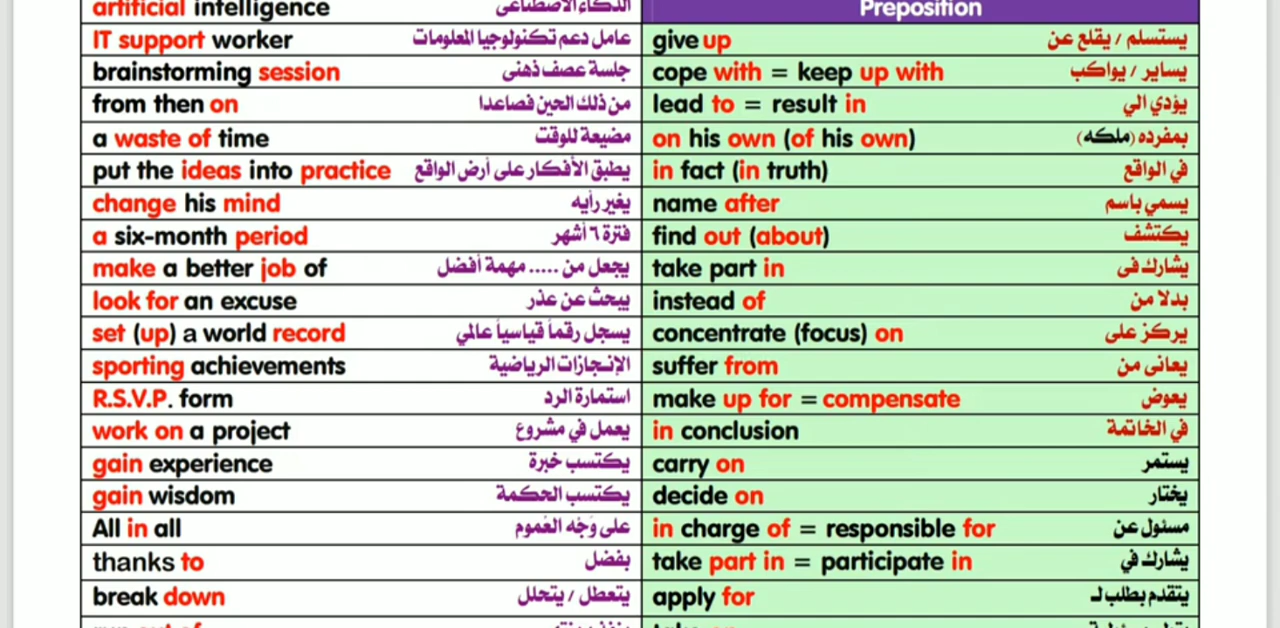 artificial intelligence الذكاء الاصطناعى Preposition
IT support worker عامل دعم تكنولوجيا المعلومات give up يستسلم / يقلع عن
brainstorming session جلسة عصف ذهنى cope with = keep up with يساير / يواكب
from then on من ذلك الحين فصاعدا lead to = result in يؤدي الي
a waste of time مضيعة للوقت on his own (of his own) بمفرده (ملكه)
put the ideas into practice يطبق الأفكار على أرض الواقع in fact (in truth) في الواقع
change his mind يغير رأيه name after يسمي باسم
a six-month period فترة ٦ أشهر find out (about) يكتشف
make a better job of يجعل من ..... مهمة أفضل take part in يشارك فى
look for an excuse يبحث عن عذر instead of بدلا من
set (up) a world record يسجل رقماً قياسياً عالمي concentrate (focus) on يركز على
sporting achievements الإنجازات الرياضية suffer from يعانى من
R.S.V.P. form استمارة الرد make up for = compensate يعوض
work on a project يعمل في مشروع in conclusion في الخاتمة
gain experience يكتسب خبرة carry on يستمر
gain wisdom يكتسب الحكمة decide on يختار
All in all على وَجْه العُموم in charge of = responsible for مسئول عن
thanks to بفضل take part in = participate in يشارك في
break down يتعطل / يتحلل apply for يتقدم بطلب لـ